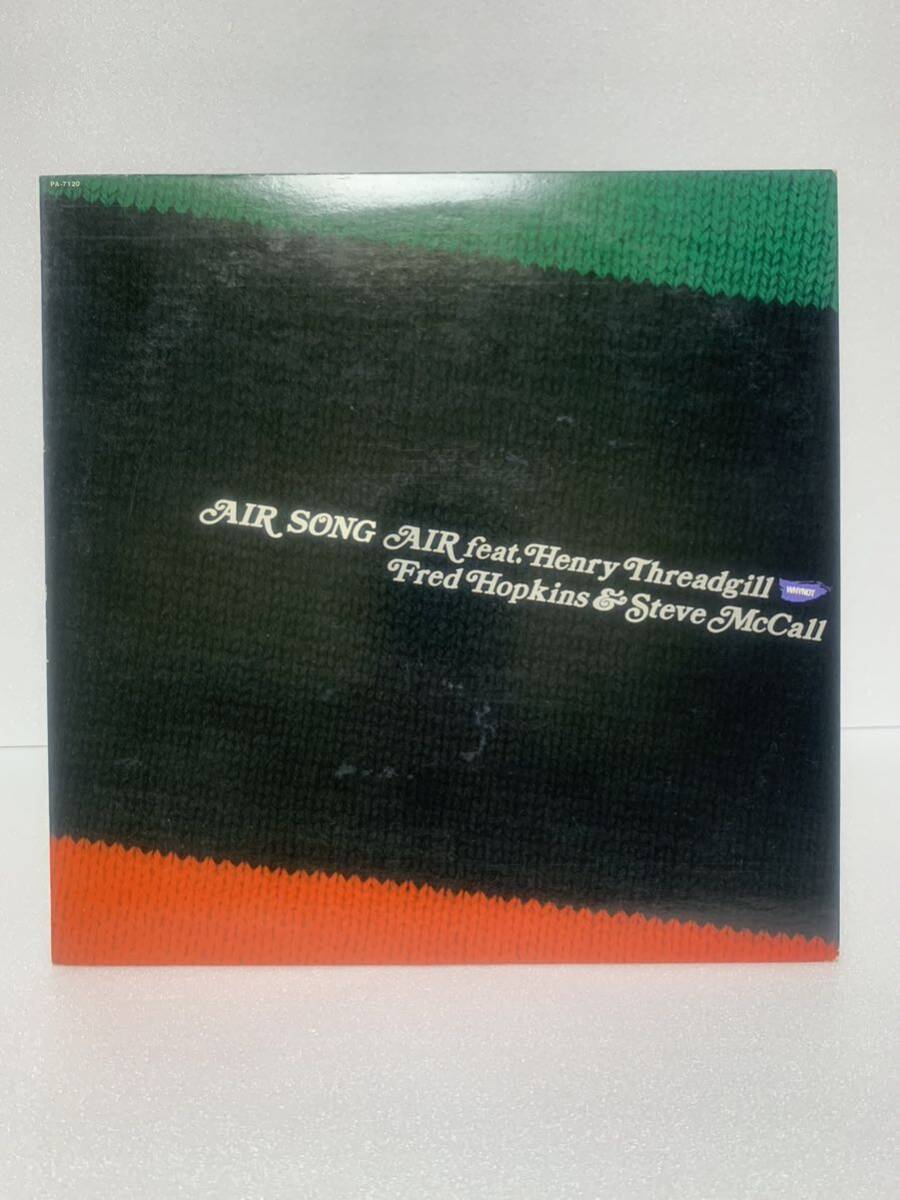 PA-7120
AIR SONG AIR feat. Henry Threadgill WHYNOT
Fred Hopkins & Steve McCall